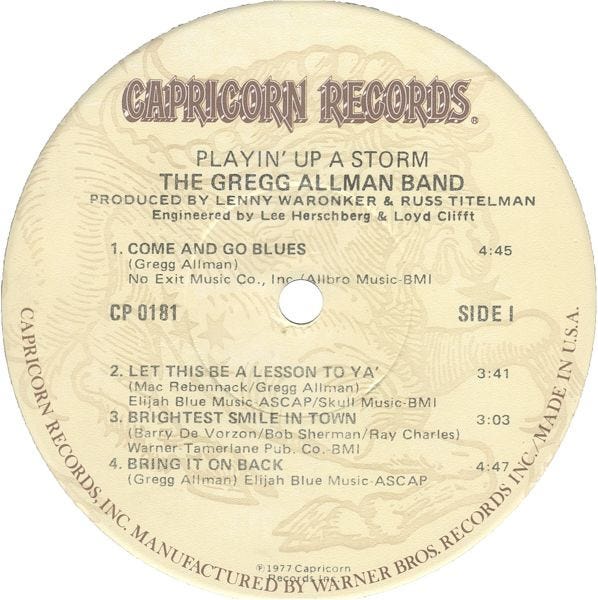 CAPRICORN RECORDS®
PLAYIN' UP A STORM
THE GREGG ALLMAN BAND
PRODUCED BY LENNY WARONKER & RUSS TITELMAN
Engineered by Lee Herschberg & Loyd Clifft
1. COME AND GO BLUES 4:45
(Gregg Allman)
No Exit Music Co., Inc./Allbro Music-BMI
CP 0181 SIDE I
2. LET THIS BE A LESSON TO YA' 3:41
(Mac Rebennack/Gregg Allman)
Elijah Blue Music-ASCAP/Skull Music-BMI
3. BRIGHTEST SMILE IN TOWN 3:03
(Barry De Vorzon/Bob Sherman/Ray Charles)
Warner-Tamerlane Pub. Co.-BMI
4. BRING IT ON BACK 4:47
(Gregg Allman) Elijah Blue Music-ASCAP
℗1977 Capricorn
Records Inc.
CAPRICORN RECORDS, INC. MANUFACTURED BY WARNER BROS. RECORDS INC./MADE IN U.S.A.